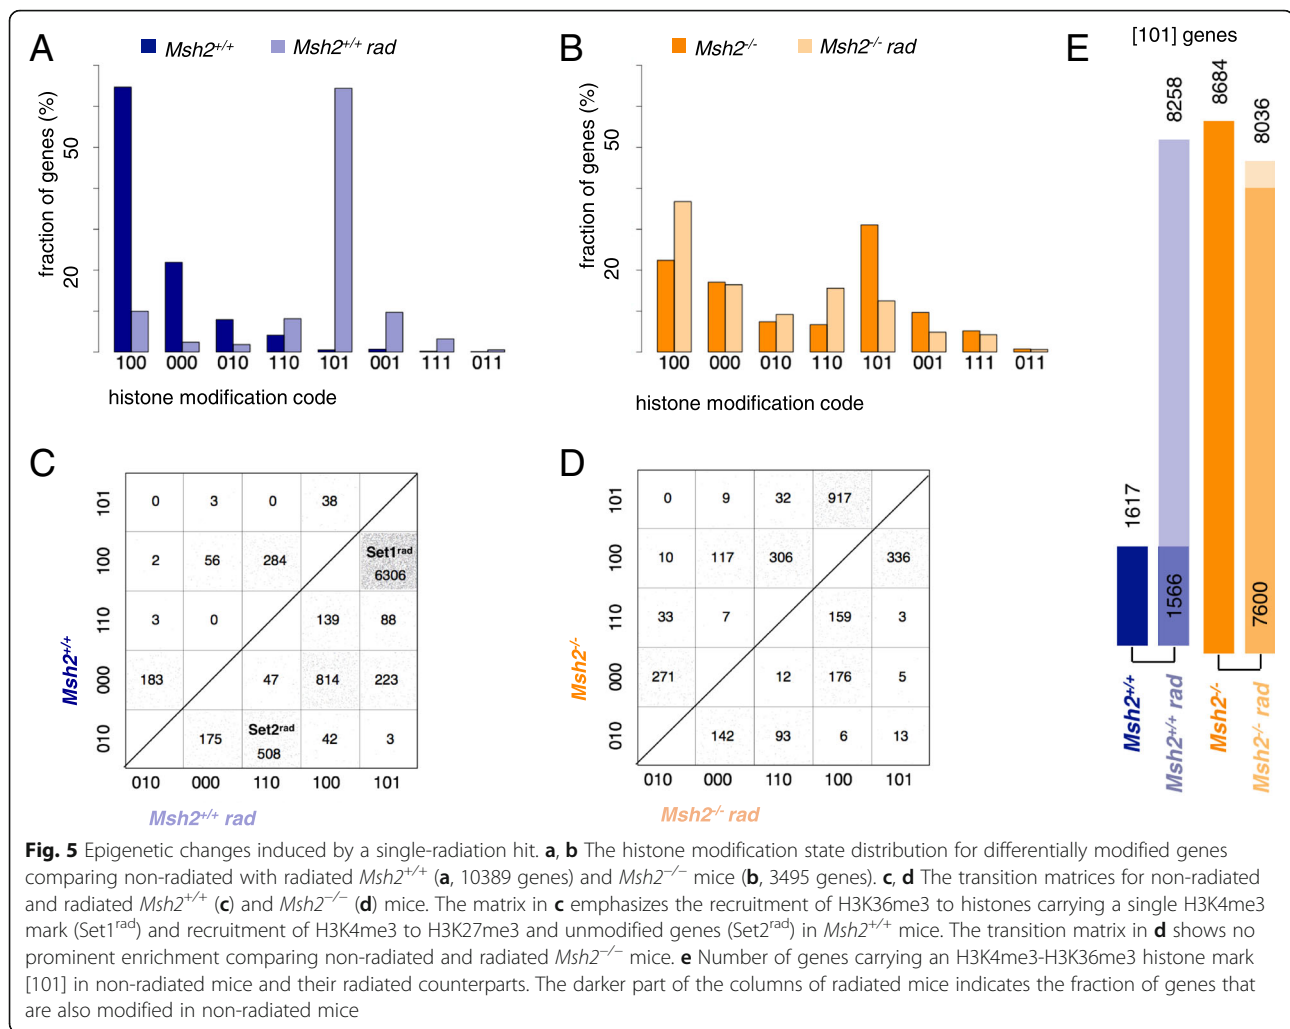 A
Msh2+/+
Msh2+/+ rad
fraction of genes (%)
50
20
100 000 010 110 101 001 111 011
histone modification code
B
Msh2-/-
Msh2-/- rad
fraction of genes (%)
50
20
100 000 010 110 101 001 111 011
histone modification code
C
Msh2+/+
101 0 3 0 38
100 2 56 284 Set1rad 6306
110 3 0 139 88
000 183 47 814 223
010 175 Set2rad 508 42 3
010 000 110 100 101
Msh2+/+ rad
D
Msh2-/-
101 0 9 32 917
100 10 117 306 336
110 33 7 159 3
000 271 12 176 5
010 142 93 6 13
010 000 110 100 101
Msh2-/- rad
E
[101] genes
1617
8258
1566
8684
8036
7600
Msh2+/+
Msh2+/+ rad
Msh2-/-
Msh2-/- rad
Fig. 5 Epigenetic changes induced by a single-radiation hit. a, b The histone modification state distribution for differentially modified genes
comparing non-radiated with radiated Msh2+/+ (a, 10389 genes) and Msh2−/− mice (b, 3495 genes). c, d The transition matrices for non-radiated
and radiated Msh2+/+ (c) and Msh2−/− (d) mice. The matrix in c emphasizes the recruitment of H3K36me3 to histones carrying a single H3K4me3
mark (Set1rad) and recruitment of H3K4me3 to H3K27me3 and unmodified genes (Set2rad) in Msh2+/+ mice. The transition matrix in d shows no
prominent enrichment comparing non-radiated and radiated Msh2−/− mice. e Number of genes carrying an H3K4me3-H3K36me3 histone mark
[101] in non-radiated mice and their radiated counterparts. The darker part of the columns of radiated mice indicates the fraction of genes that
are also modified in non-radiated mice